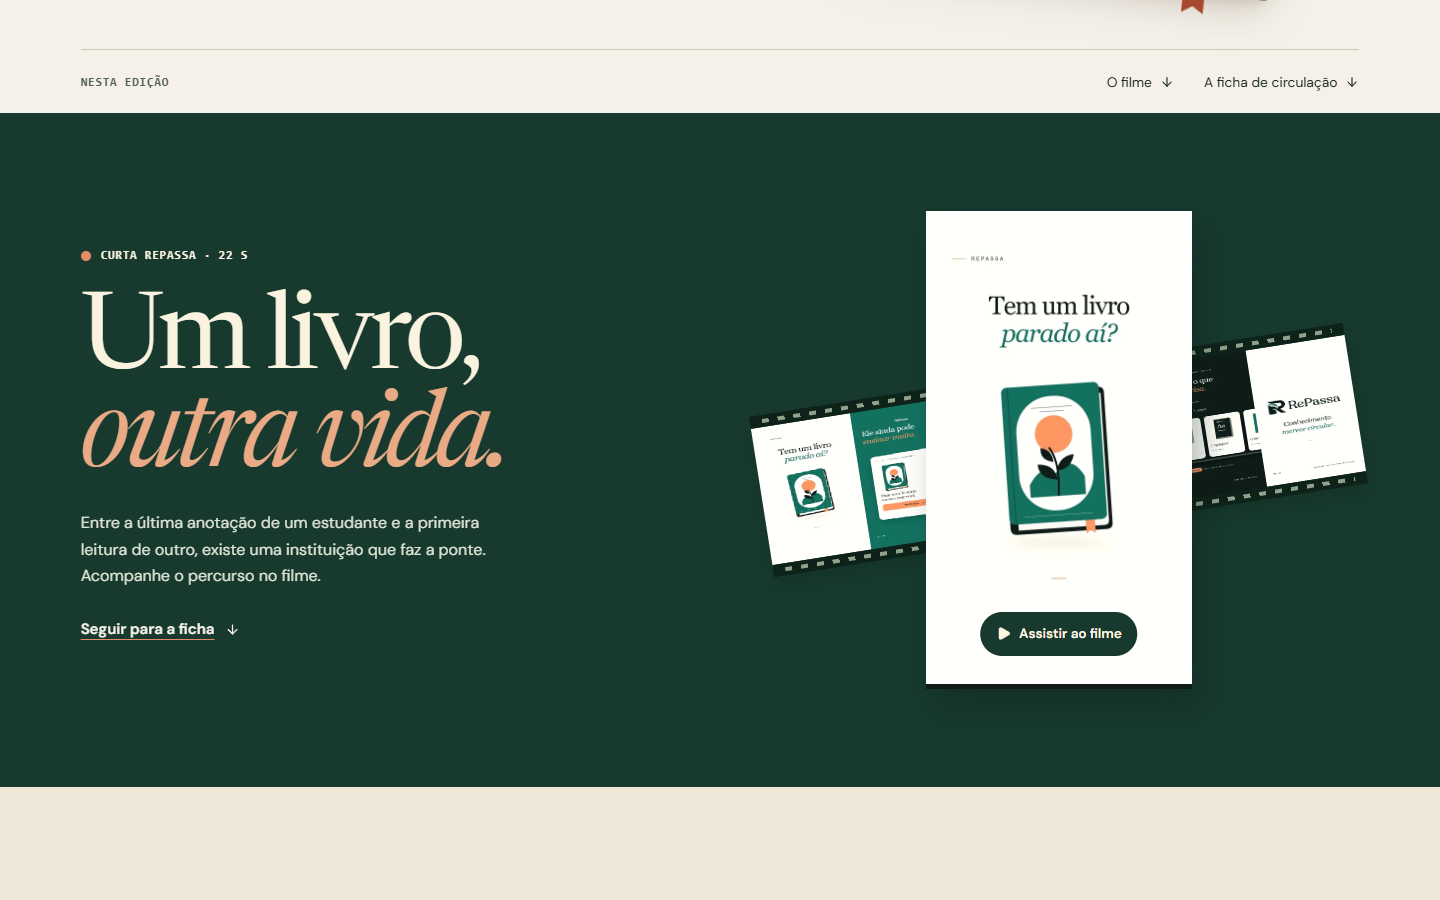 NESTA EDIÇÃO
O filme ↓
A ficha de circulação ↓
CURTA REPASSA · 22 S
Um livro,
outra vida.
Entre a última anotação de um estudante e a primeira
leitura de outro, existe uma instituição que faz a ponte.
Acompanhe o percurso no filme.
Seguir para a ficha ↓
Tem um livro
parado aí?
Ele ainda pode
ensinar muito.
REPASSA
Tem um livro
parado aí?
Assistir ao filme
o que
RePassa
Conhecimento
merece circular.